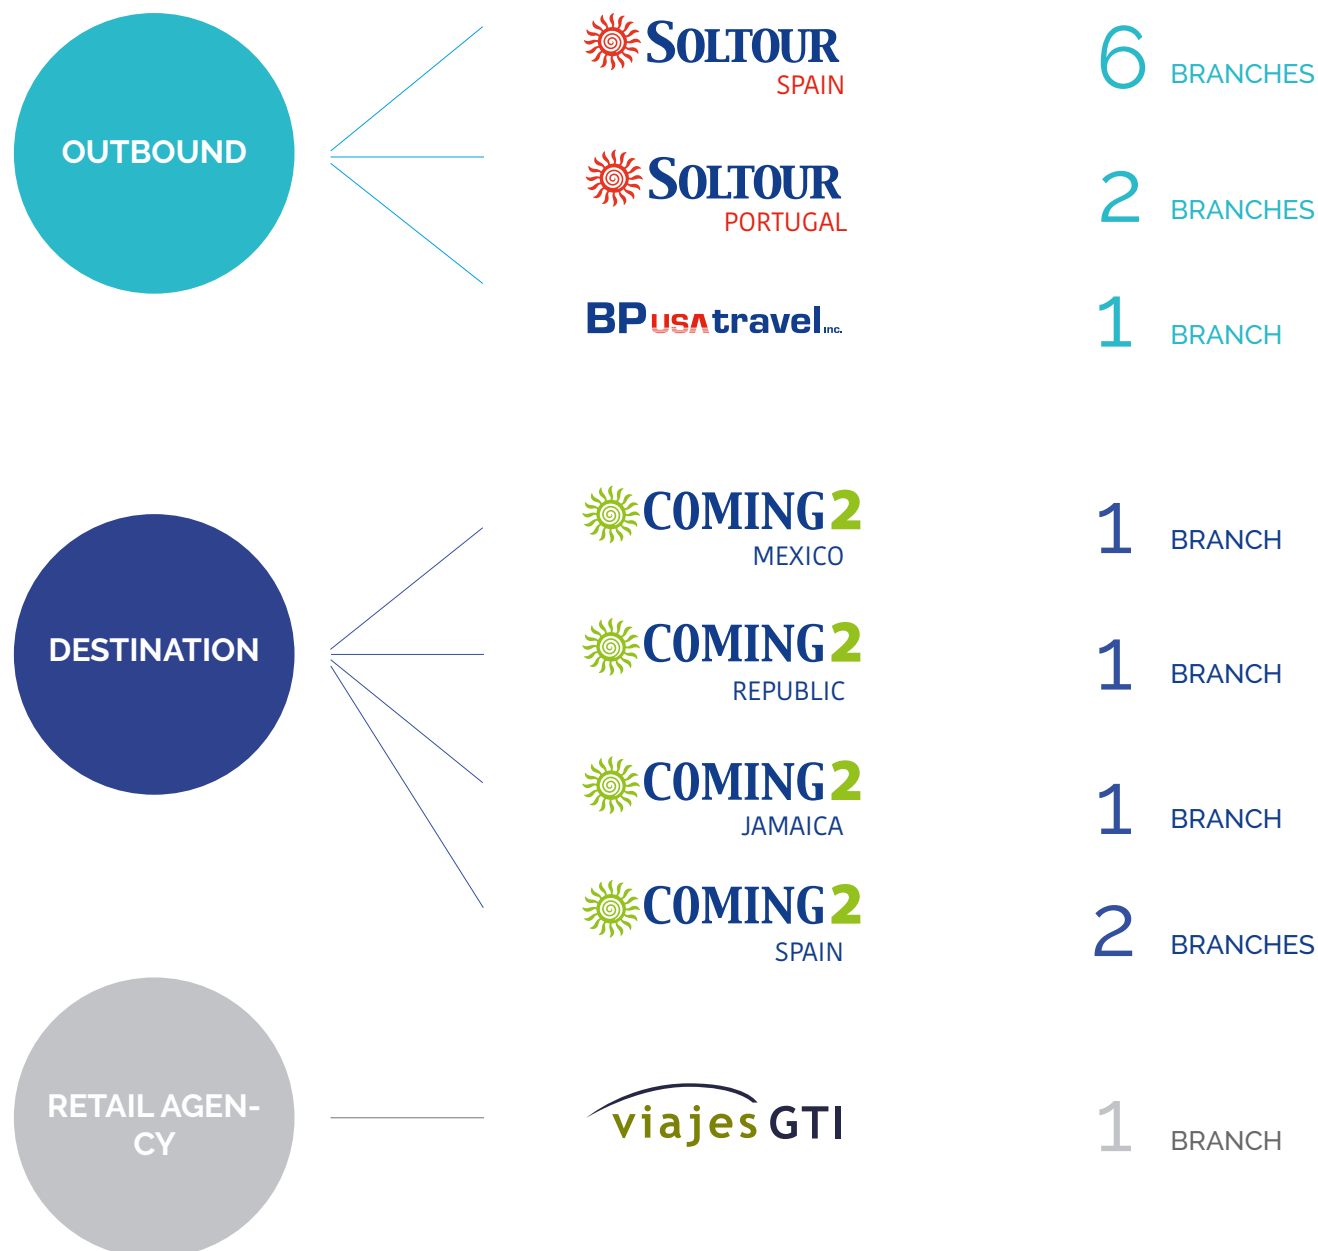 OUTBOUND
SOLTOUR
SPAIN
6 BRANCHES
SOLTOUR
PORTUGAL
2 BRANCHES
BP USA travel inc.
1 BRANCH
DESTINATION
COMING2
MEXICO
1 BRANCH
COMING2
REPUBLIC
1 BRANCH
COMING2
JAMAICA
1 BRANCH
COMING2
SPAIN
2 BRANCHES
RETAIL AGEN-
CY
viajes GTI
1 BRANCH